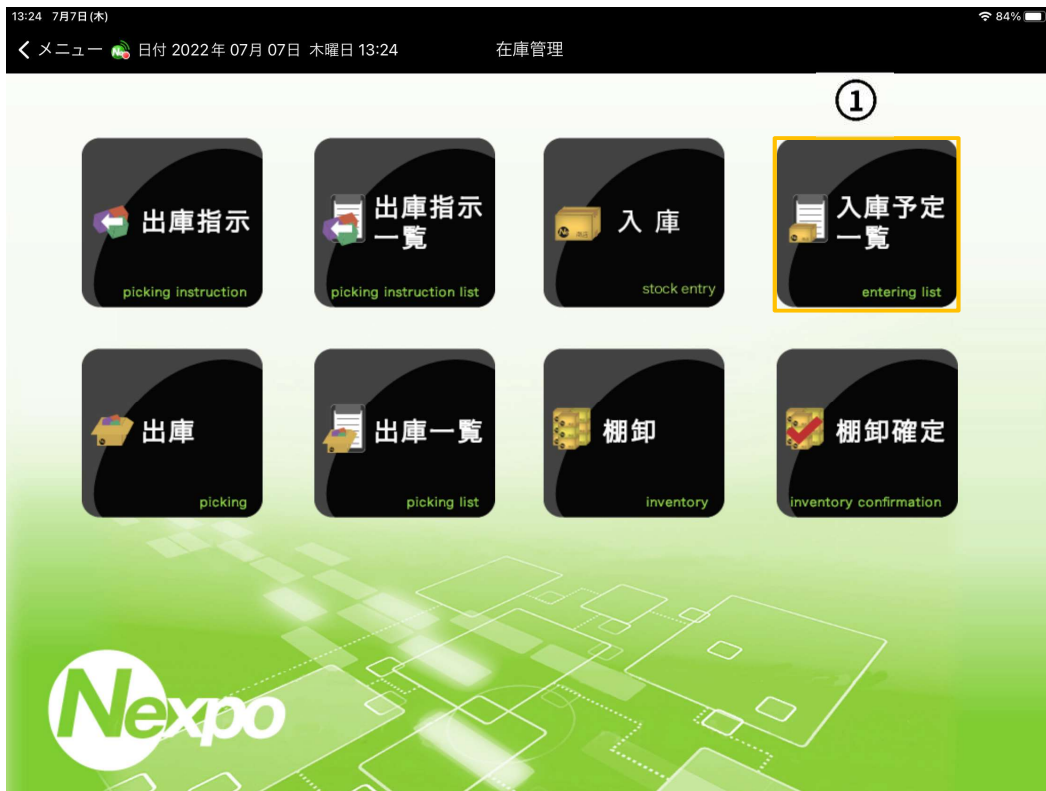 13:24 7月7日(木)
84%
メニュー 日付 2022年 07月 07日 木曜日 13:24
在庫管理
①
出庫指示
picking instruction
出庫指示
一覧
picking instruction list
入 庫
stock entry
入庫予定
一覧
entering list
出庫
picking
出庫一覧
picking list
棚卸
inventory
棚卸確定
inventory confirmation
Nexpo